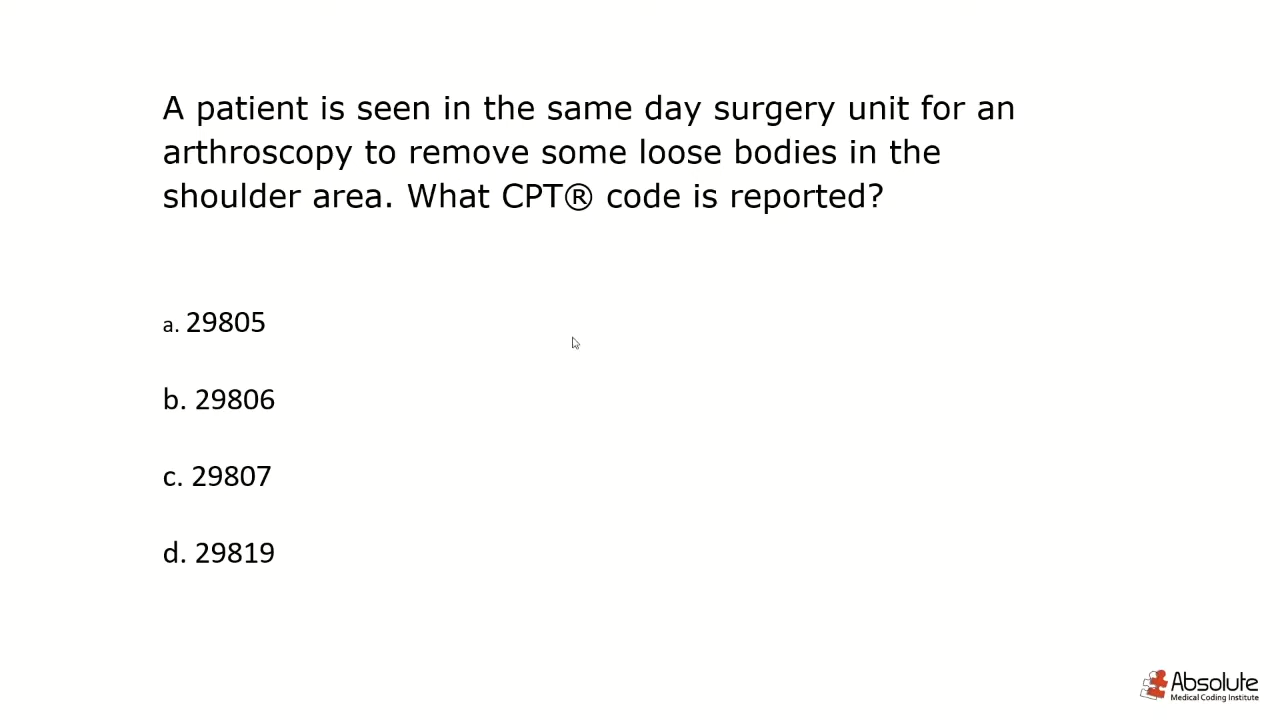 A patient is seen in the same day surgery unit for an
arthroscopy to remove some loose bodies in the
shoulder area. What CPT® code is reported?
a. 29805
b. 29806
c. 29807
d. 29819
Absolute
Medical Coding Institute